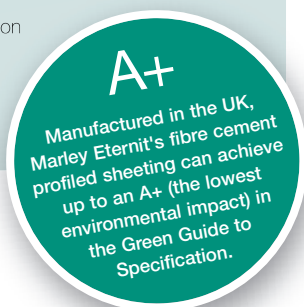 on
A+
Manufactured in the UK,
Marley Eternit's fibre cement
profiled sheeting can achieve
up to an A+ (the lowest
environmental impact) in
the Green Guide to
Specification.